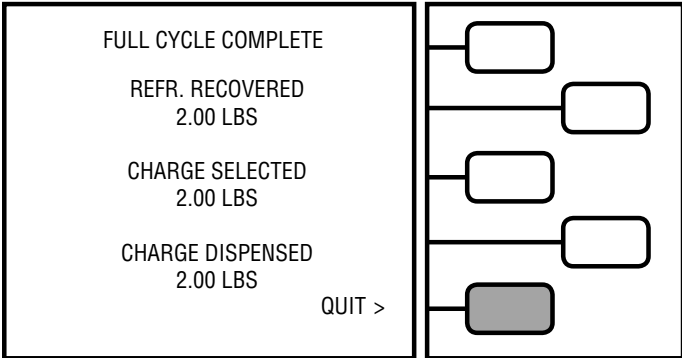 FULL CYCLE COMPLETE
REFR. RECOVERED
2.00 LBS
CHARGE SELECTED
2.00 LBS
CHARGE DISPENSED
2.00 LBS
QUIT >